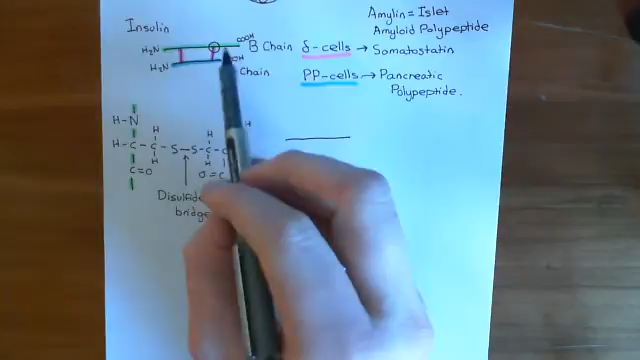 Insulin
Amylin = Islet
Amyloid Polypeptide
H₂N COOH B Chain
H₂N Chain
δ-cells → Somatostatin
PP-cells → Pancreatic
Polypeptide.
H-N
H H H
H-C-C-S-S-C-C
H H
C=O O=C
Disulfide
bridge